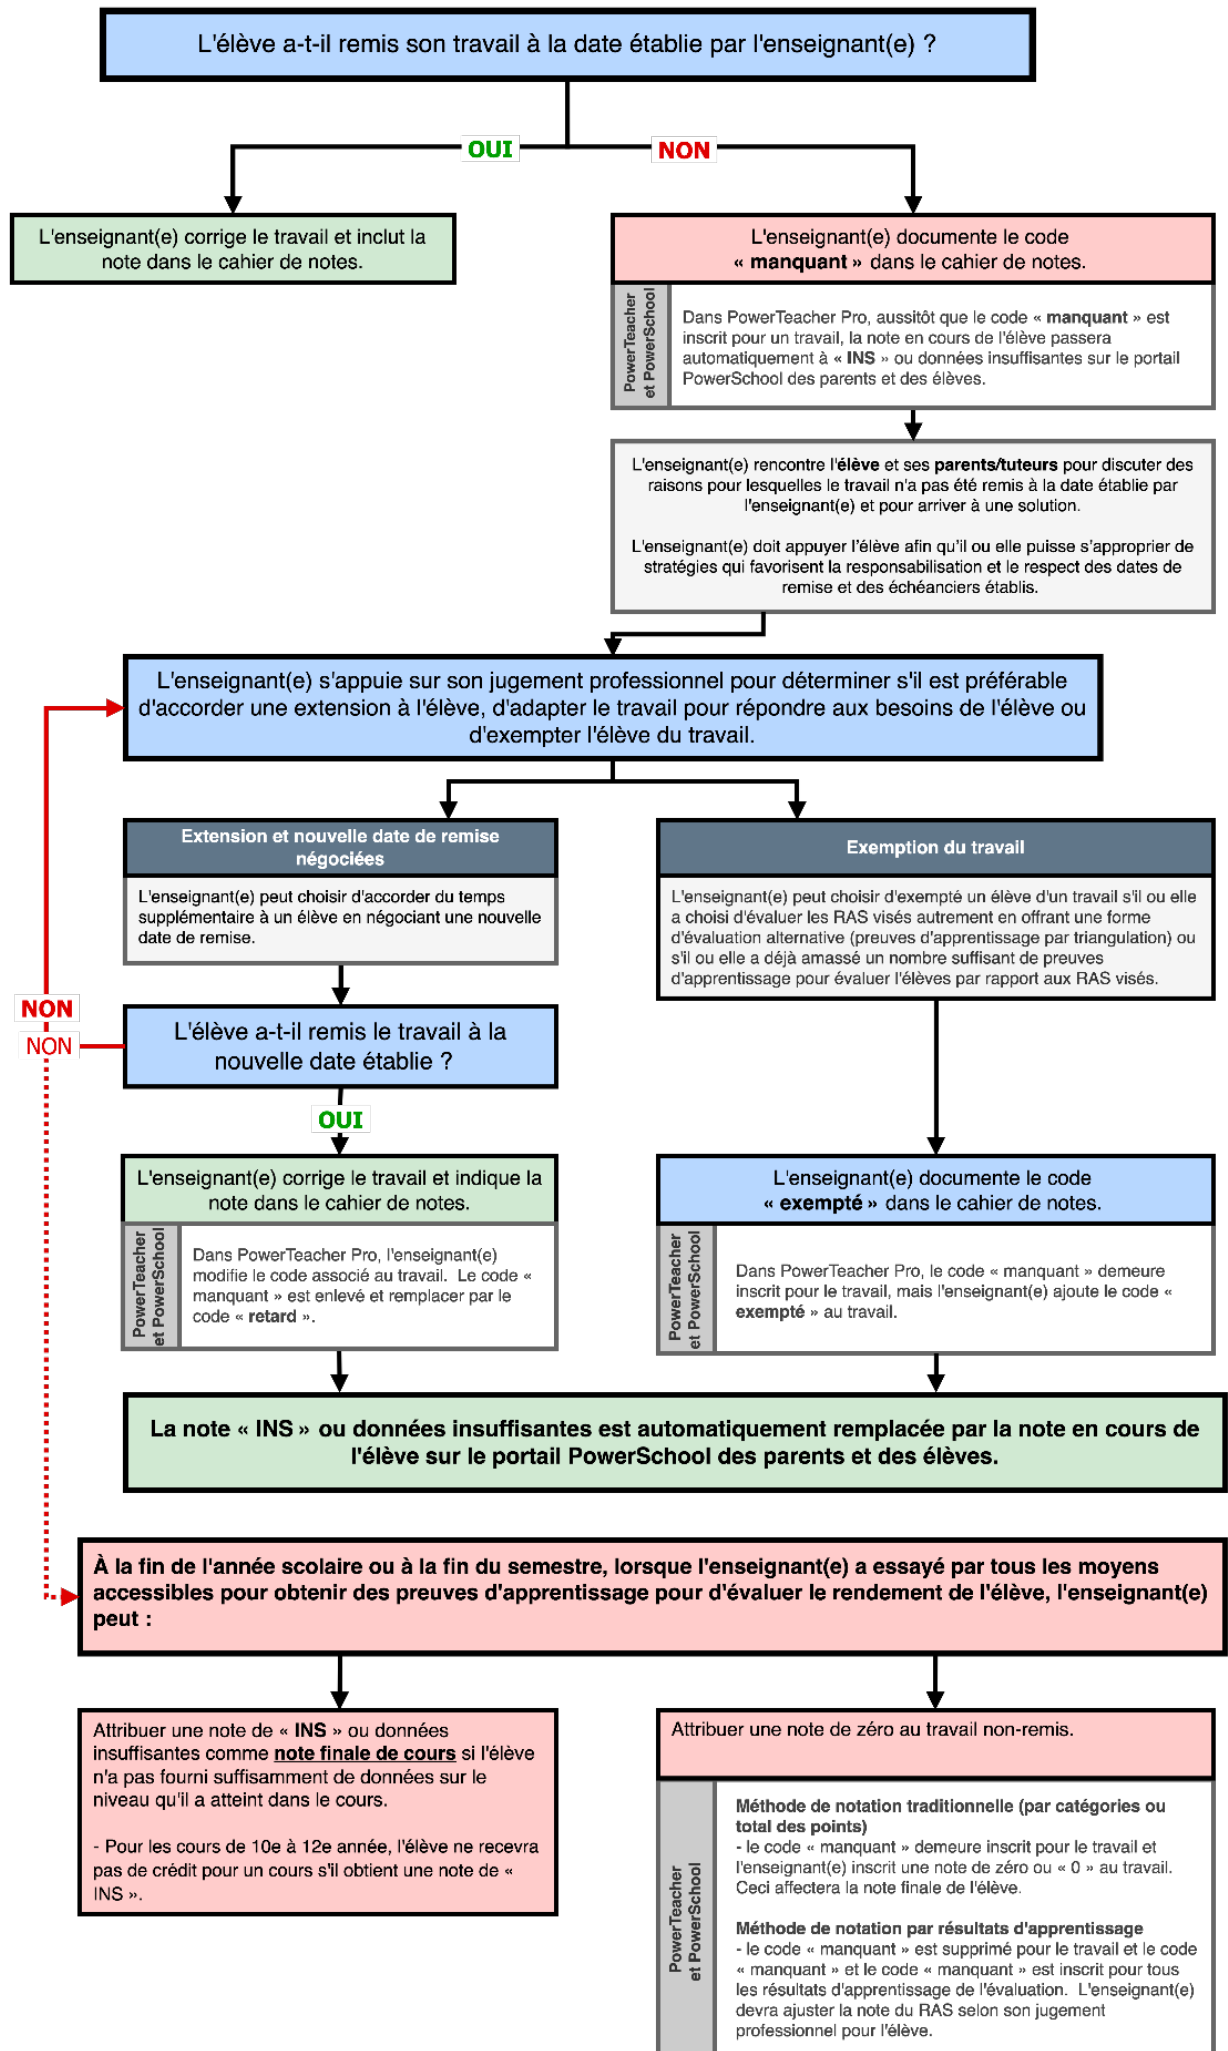 L'élève a-t-il remis son travail à la date établie par l'enseignant(e) ?
OUI
NON
L'enseignant(e) corrige le travail et inclut la
note dans le cahier de notes.
L'enseignant(e) documente le code
« manquant » dans le cahier de notes.
PowerTeacher
et PowerSchool
Dans PowerTeacher Pro, aussitôt que le code « manquant » est
inscrit pour un travail, la note en cours de l'élève passera
automatiquement à « INS » ou données insuffisantes sur le portail
PowerSchool des parents et des élèves.
L'enseignant(e) rencontre l'élève et ses parents/tuteurs pour discuter des
raisons pour lesquelles le travail n'a pas été remis à la date établie par
l'enseignant(e) et pour arriver à une solution.
L'enseignant(e) doit appuyer l'élève afin qu'il ou elle puisse s'approprier de
stratégies qui favorisent la responsabilisation et le respect des dates de
remise et des échéanciers établis.
L'enseignant(e) s'appuie sur son jugement professionnel pour déterminer s'il est préférable
d'accorder une extension à l'élève, d'adapter le travail pour répondre aux besoins de l'élève ou
d'exempter l'élève du travail.
Extension et nouvelle date de remise
négociées
L'enseignant(e) peut choisir d'accorder du temps
supplémentaire à un élève en négociant une nouvelle
date de remise.
Exemption du travail
L'enseignant(e) peut choisir d'exempté un élève d'un travail s'il ou elle
a choisi d'évaluer les RAS visés autrement en offrant une forme
d'évaluation alternative (preuves d'apprentissage par triangulation) ou
s'il ou elle a déjà amassé un nombre suffisant de preuves
d'apprentissage pour évaluer l'élèves par rapport aux RAS visés.
NON
NON
L'élève a-t-il remis le travail à la
nouvelle date établie ?
OUI
L'enseignant(e) corrige le travail et indique la
note dans le cahier de notes.
PowerTeacher
et PowerSchool
Dans PowerTeacher Pro, l'enseignant(e)
modifie le code associé au travail. Le code «
manquant » est enlevé et remplacer par le
code « retard ».
L'enseignant(e) documente le code
« exempté » dans le cahier de notes.
PowerTeacher
et PowerSchool
Dans PowerTeacher Pro, le code « manquant » demeure
inscrit pour le travail, mais l'enseignant(e) ajoute le code «
exempté » au travail.
La note « INS » ou données insuffisantes est automatiquement remplacée par la note en cours de
l'élève sur le portail PowerSchool des parents et des élèves.
À la fin de l'année scolaire ou à la fin du semestre, lorsque l'enseignant(e) a essayé par tous les moyens
accessibles pour obtenir des preuves d'apprentissage pour d'évaluer le rendement de l'élève, l'enseignant(e)
peut :
Attribuer une note de « INS » ou données
insuffisantes comme note finale de cours si l'élève
n'a pas fourni suffisamment de données sur le
niveau qu'il a atteint dans le cours.
- Pour les cours de 10e à 12e année, l'élève ne recevra
pas de crédit pour un cours s'il obtient une note de «
INS ».
Attribuer une note de zéro au travail non-remis.
PowerTeacher
et PowerSchool
Méthode de notation traditionnelle (par catégories ou
total des points)
- le code « manquant » demeure inscrit pour le travail et
l'enseignant(e) inscrit une note de zéro ou « 0 » au travail.
Ceci affectera la note finale de l'élève.
Méthode de notation par résultats d'apprentissage
- le code « manquant » est supprimé pour le travail et le code
« manquant » et le code « manquant » est inscrit pour tous
les résultats d'apprentissage de l'évaluation. L'enseignant(e)
devra ajuster la note du RAS selon son jugement
professionnel pour l'élève.